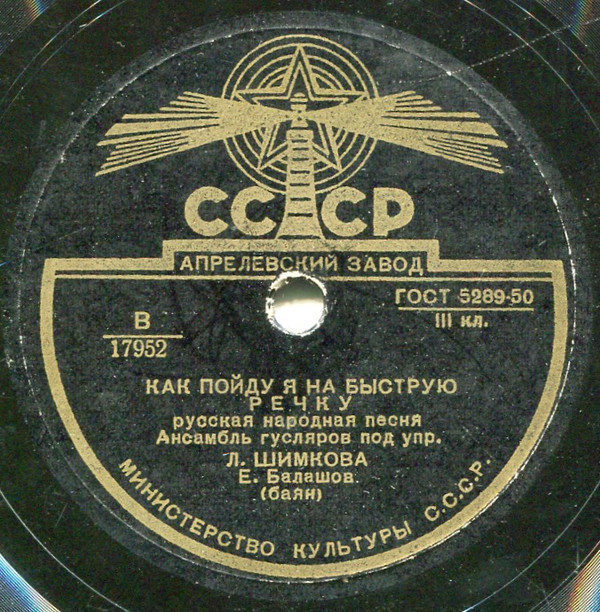 СССР
АПРЕЛЕВСКИЙ ЗАВОД
ГОСТ 5289-50
III кл.
В
17952
КАК ПОЙДУ Я НА БЫСТРУЮ
РЕЧКУ
русская народная песня
Ансамбль гусляров под упр.
Л. ШИМКОВА
Е. Балашов
(баян)
МИНИСТЕРСТВО КУЛЬТУРЫ С.С.С.Р.